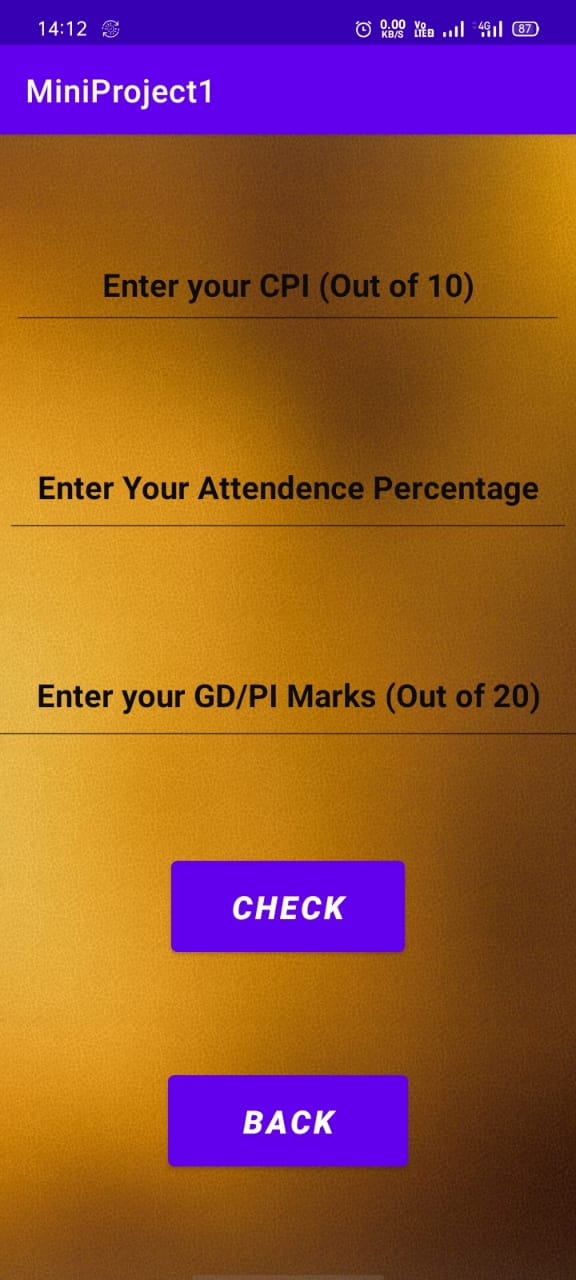 14:12 0.00 KB/S Vo LTE2 4G 87
MiniProject1
Enter your CPI (Out of 10)
Enter Your Attendence Percentage
Enter your GD/PI Marks (Out of 20)
CHECK
BACK